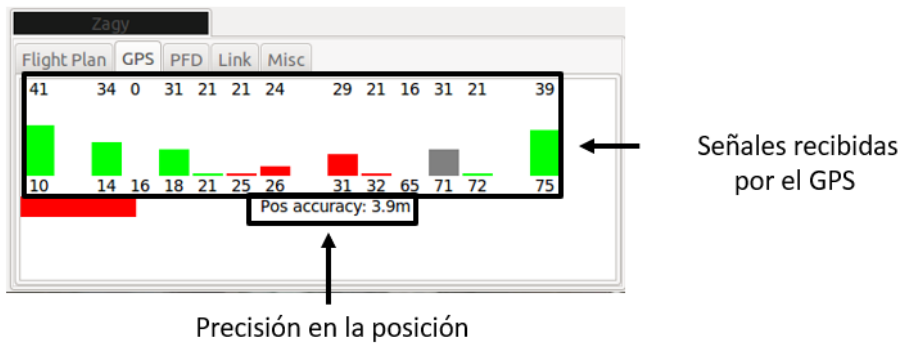 Zagy
Flight Plan GPS PFD Link Misc
41 34 0 31 21 21 24 29 21 16 31 21 39
10 14 16 18 21 25 26 31 32 65 71 72 75
Pos accuracy: 3.9m
Señales recibidas
por el GPS
Precisión en la posición